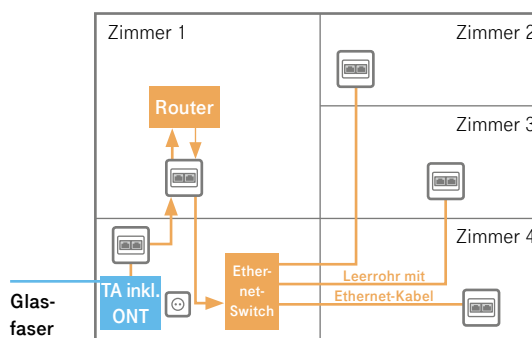 Zimmer 1
Zimmer 2
Router
Zimmer 3
Zimmer 4
Ether-
net-
Switch
Leerrohr mit
Ethernet-Kabel
TA inkl.
ONT
Glas-
faser